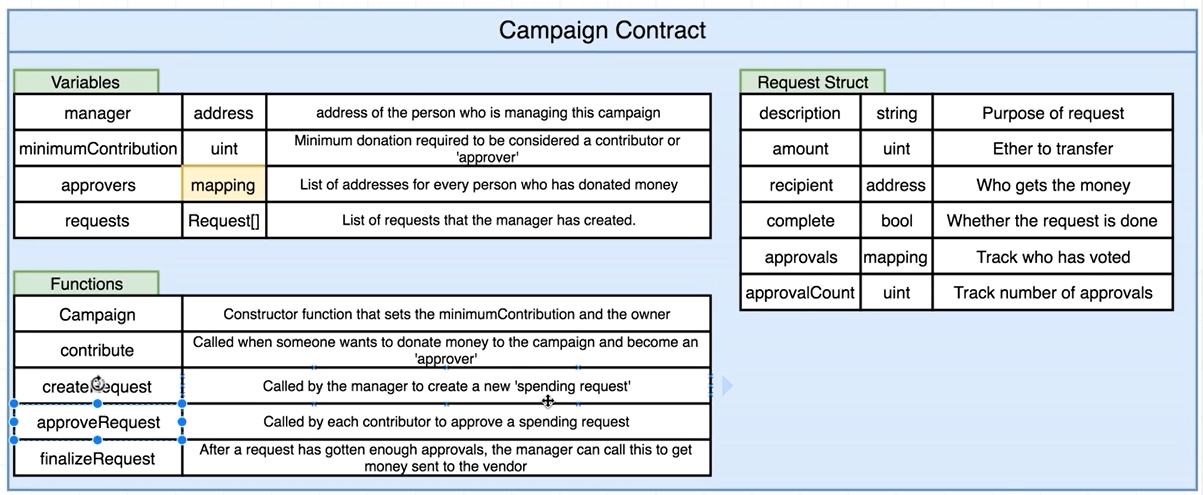 Campaign Contract
Variables
manager address address of the person who is managing this campaign
minimumContribution uint Minimum donation required to be considered a contributor or
'approver'
approvers mapping List of addresses for every person who has donated money
requests Request[] List of requests that the manager has created.
Functions
Campaign Constructor function that sets the minimumContribution and the owner
contribute Called when someone wants to donate money to the campaign and become an
'approver'
createRequest Called by the manager to create a new 'spending request'
approveRequest Called by each contributor to approve a spending request
finalizeRequest After a request has gotten enough approvals, the manager can call this to get
money sent to the vendor
Request Struct
description string Purpose of request
amount uint Ether to transfer
recipient address Who gets the money
complete bool Whether the request is done
approvals mapping Track who has voted
approvalCount uint Track number of approvals